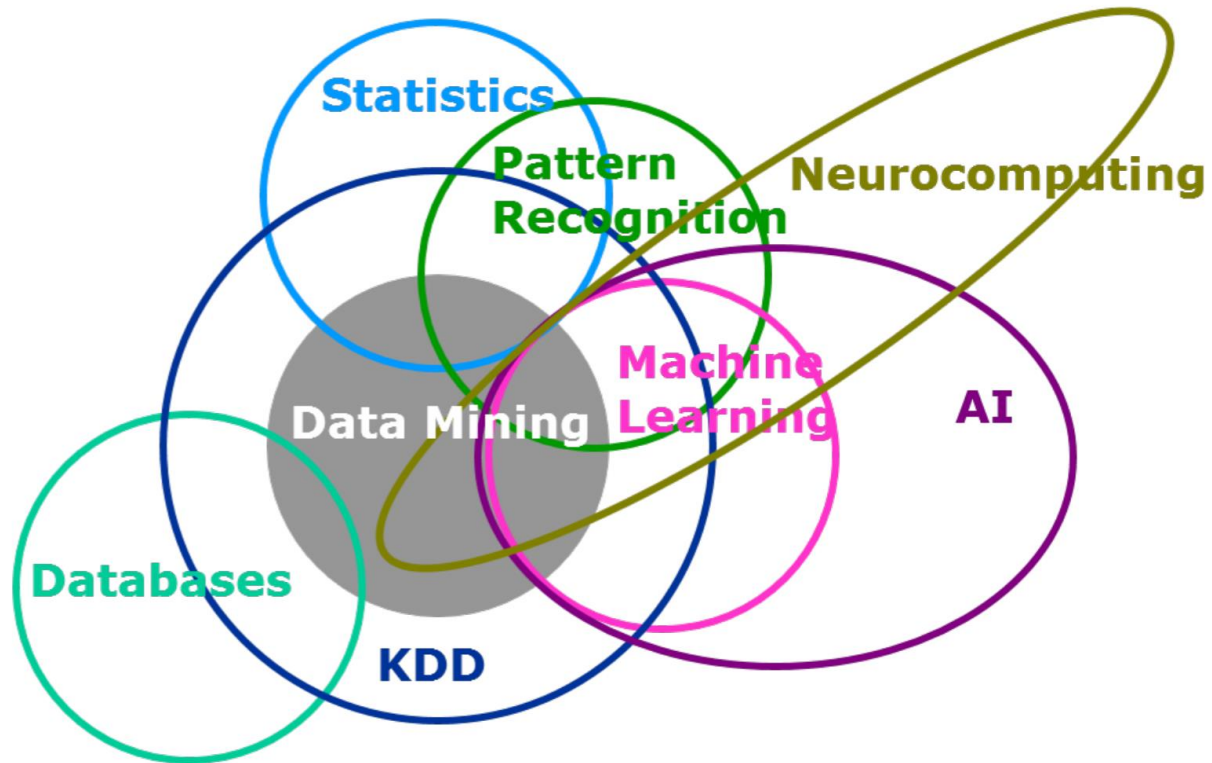 Statistics
Pattern
Recognition
Neurocomputing
Machine
Learning
AI
Data Mining
Databases
KDD